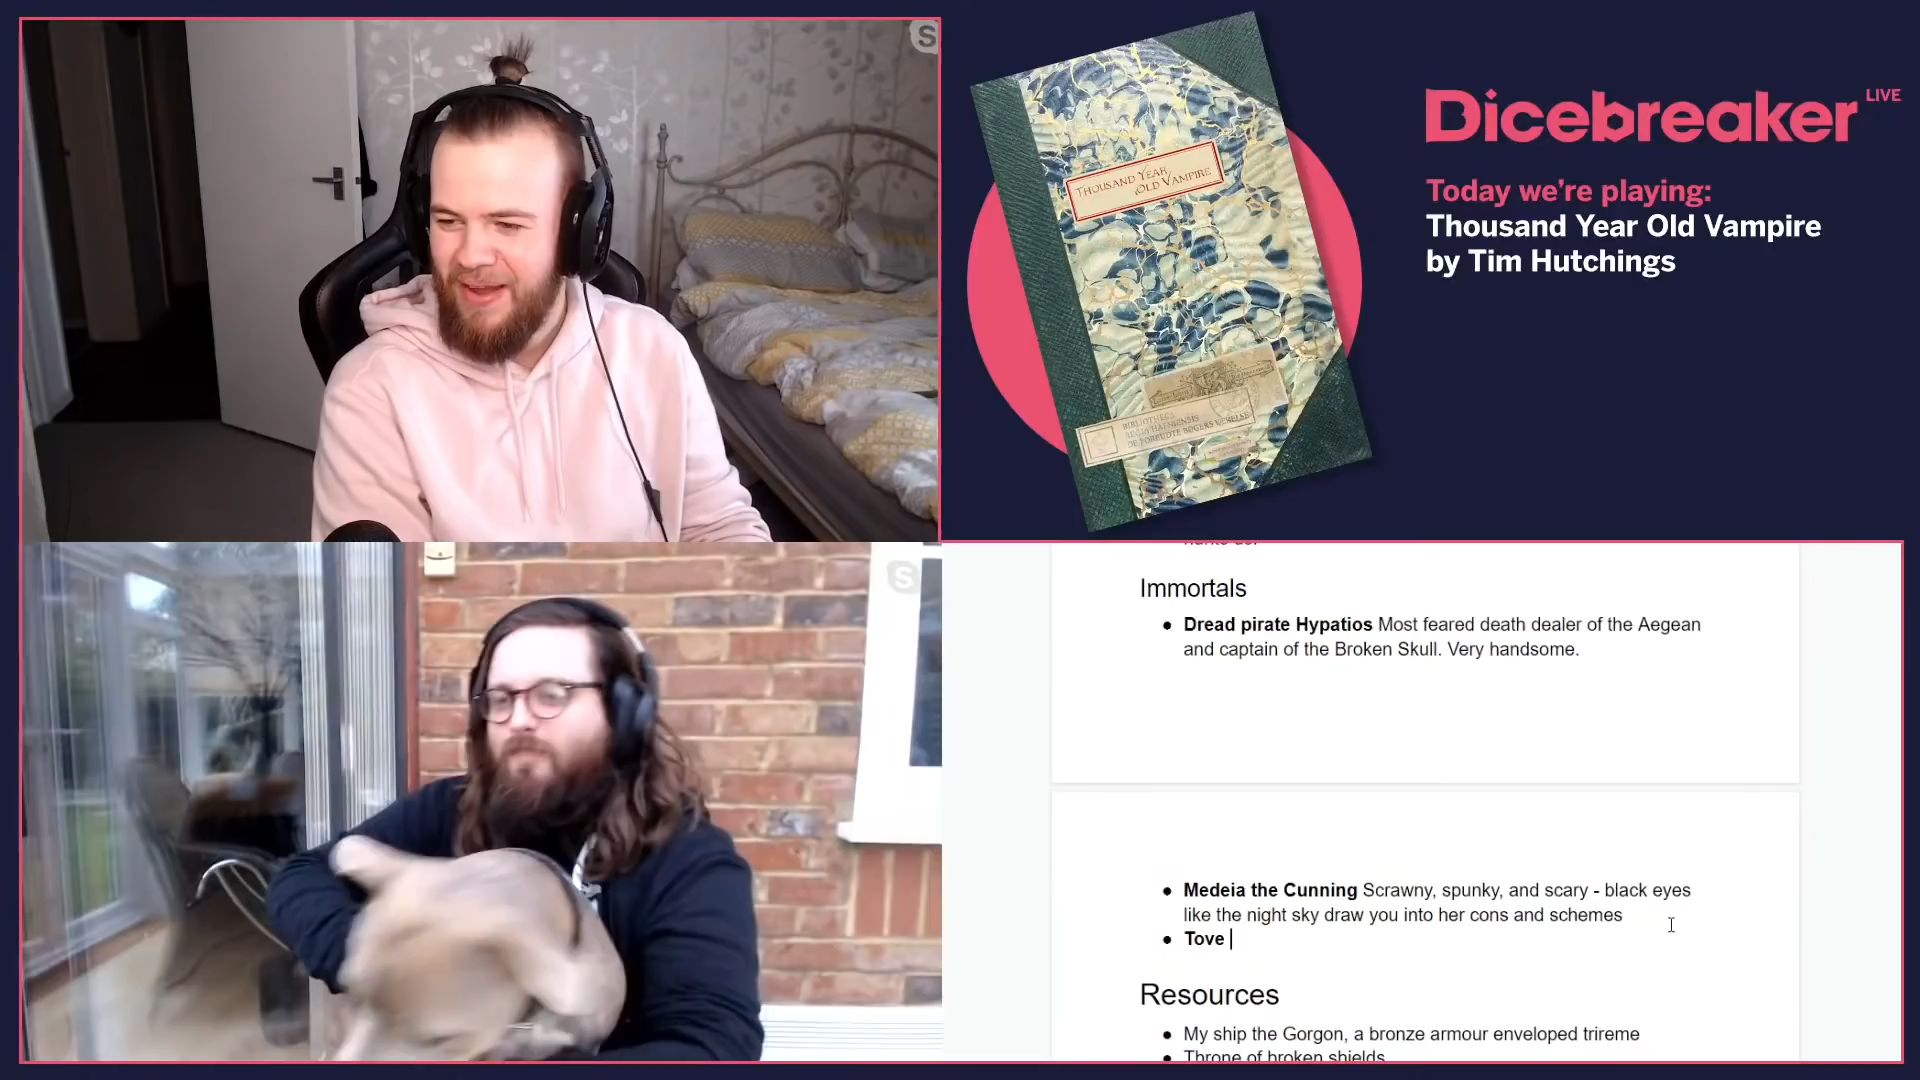 Dicebreaker LIVE
Today we're playing:
Thousand Year Old Vampire
by Tim Hutchings
THOUSAND YEAR
OLD VAMPIRE
BIBLIOTHECA
Immortals
• Dread pirate Hypatios Most feared death dealer of the Aegean
and captain of the Broken Skull. Very handsome.
• Medeia the Cunning Scrawny, spunky, and scary - black eyes
like the night sky draw you into her cons and schemes
• Tove
Resources
• My ship the Gorgon, a bronze armour enveloped trireme
• Throne of broken shields